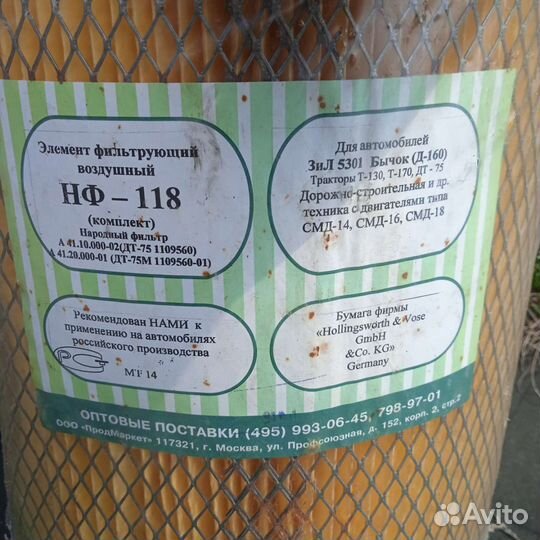 Элемент фильтрующий
воздушный
НФ – 118
(комплект)
Народный фильтр
А 41.10.000-02(ДТ-75 1109560)
А 41.20.000-01 (ДТ-75М 1109560-01)
Для автомобилей
ЗиЛ 5301 Бычок (Д-160)
Тракторы Т-130, Т-170, ДТ - 75
Дорожно-строительная и др.
техника с двигателями типа
СМД-14, СМД-16, СМД-18
Рекомендован НАМИ к
применению на автомобилях
российского производства
РСТ
МТ 14
Бумага фирмы
«Hollingsworth & Vose
GmbH
&Co. KG»
Germany
ОПТОВЫЕ ПОСТАВКИ (495) 993-06-45, 798-97-01
ООО "ПродМаркет" 117321, г. Москва, ул. Профсоюзная, д. 152, корп. 2, стр.2
Avito